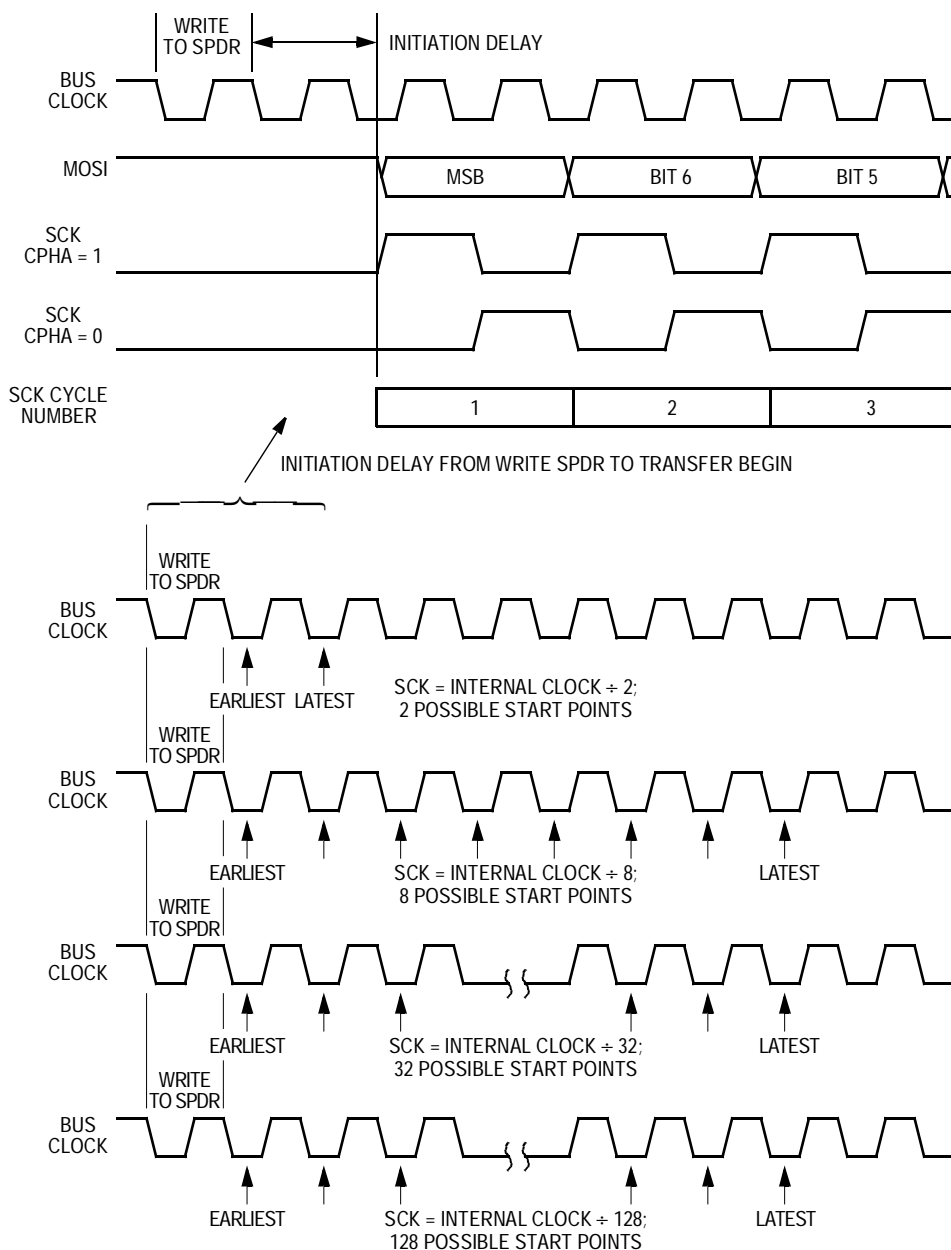 WRITE
TO SPDR
INITIATION DELAY
BUS
CLOCK
MOSI
MSB
BIT 6
BIT 5
SCK
CPHA = 1
SCK
CPHA = 0
SCK CYCLE
NUMBER
1
2
3
INITIATION DELAY FROM WRITE SPDR TO TRANSFER BEGIN
WRITE
TO SPDR
BUS
CLOCK
EARLIEST
LATEST
SCK = INTERNAL CLOCK ÷ 2;
2 POSSIBLE START POINTS
WRITE
TO SPDR
BUS
CLOCK
EARLIEST
SCK = INTERNAL CLOCK ÷ 8;
8 POSSIBLE START POINTS
LATEST
WRITE
TO SPDR
BUS
CLOCK
EARLIEST
SCK = INTERNAL CLOCK ÷ 32;
32 POSSIBLE START POINTS
LATEST
WRITE
TO SPDR
BUS
CLOCK
EARLIEST
SCK = INTERNAL CLOCK ÷ 128;
128 POSSIBLE START POINTS
LATEST